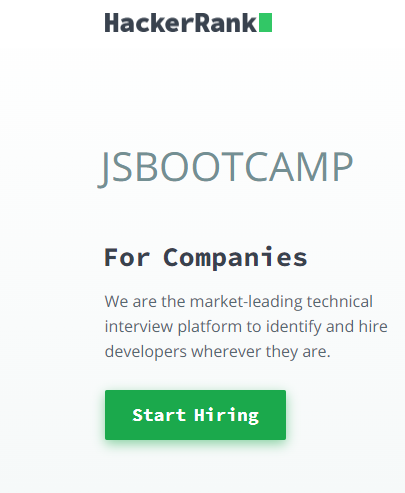 HackerRank
JSBOOTCAMP
For Companies
We are the market-leading technical
interview platform to identify and hire
developers wherever they are.
Start Hiring